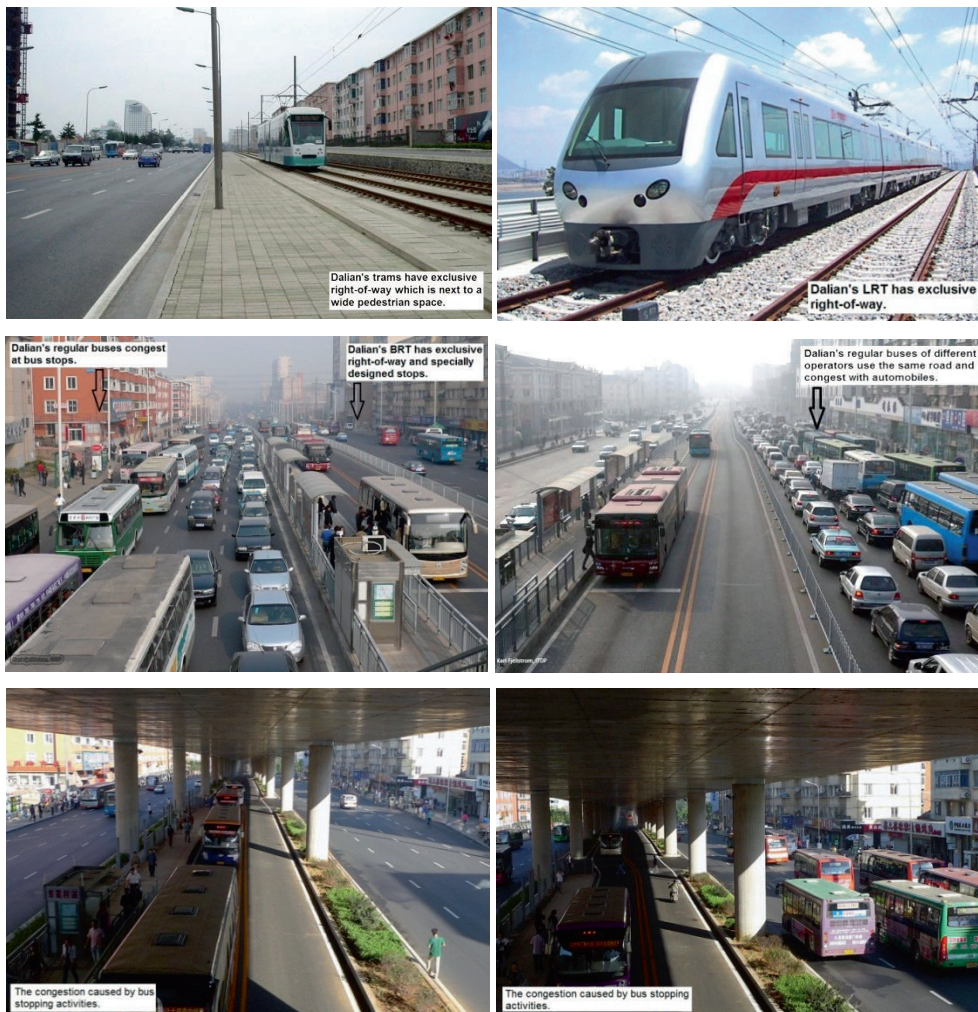 Dalian's trams have exclusive
right-of-way which is next to a
wide pedestrian space.
Dalian's LRT has exclusive
right-of-way.
Dalian's regular buses congest
at bus stops.
Dalian's BRT has exclusive
right-of-way and specially
designed stops.
Karl Fjellstrom, ITDP
Dalian's regular buses of different
operators use the same road and
congest with automobiles.
Karl Fjellstrom, ITDP
The congestion caused by bus
stopping activities.
The congestion caused by bus stopping
activities.